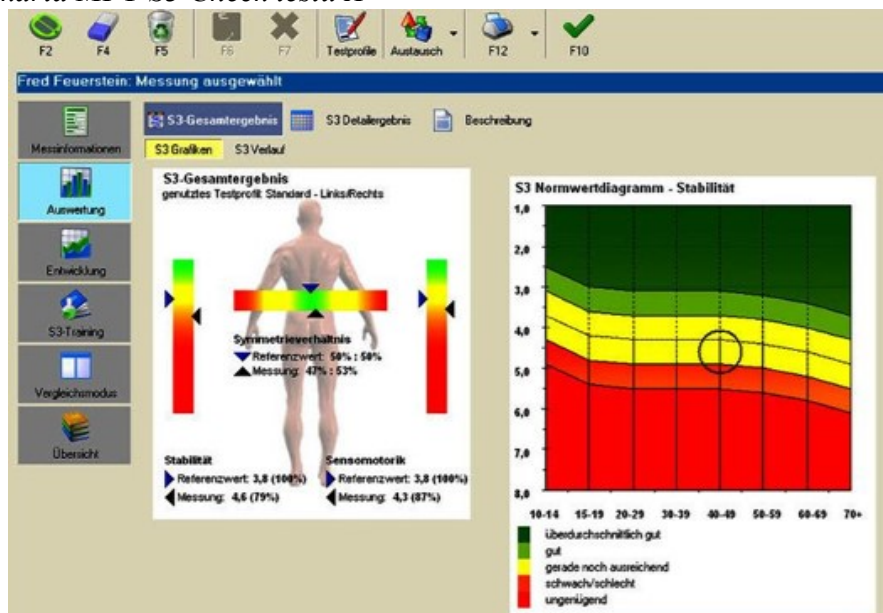 F2 F4 F5 F6 F7 Testprofile Austausch F12 F10
Fred Feuerstein: Messung ausgewählt
Messinformationen
Auswertung
Entwicklung
S3-Training
Vergleichsmodus
Übersicht
S3-Gesamtergebnis S3 Detailergebnis Beschreibung
S3 Grafiken S3 Verlauf
S3-Gesamtergebnis
genutztes Testprofil: Standard - Links/Rechts
Symmetrieverhältnis
Referenzwert: 50% : 50%
Messung: 47% : 53%
Stabilität
Referenzwert: 3,8 (100%)
Messung: 4,6 (79%)
Sensomotorik
Referenzwert: 3,8 (100%)
Messung: 4,3 (87%)
S3 Normwertdiagramm - Stabilität
1,0
2,0
3,0
4,0
5,0
6,0
7,0
8,0
10-14 15-19 20-29 30-39 40-49 50-59 60-69 70+
überdurchschnittlich gut
gut
gerade noch ausreichend
schwach/schlecht
ungenügend